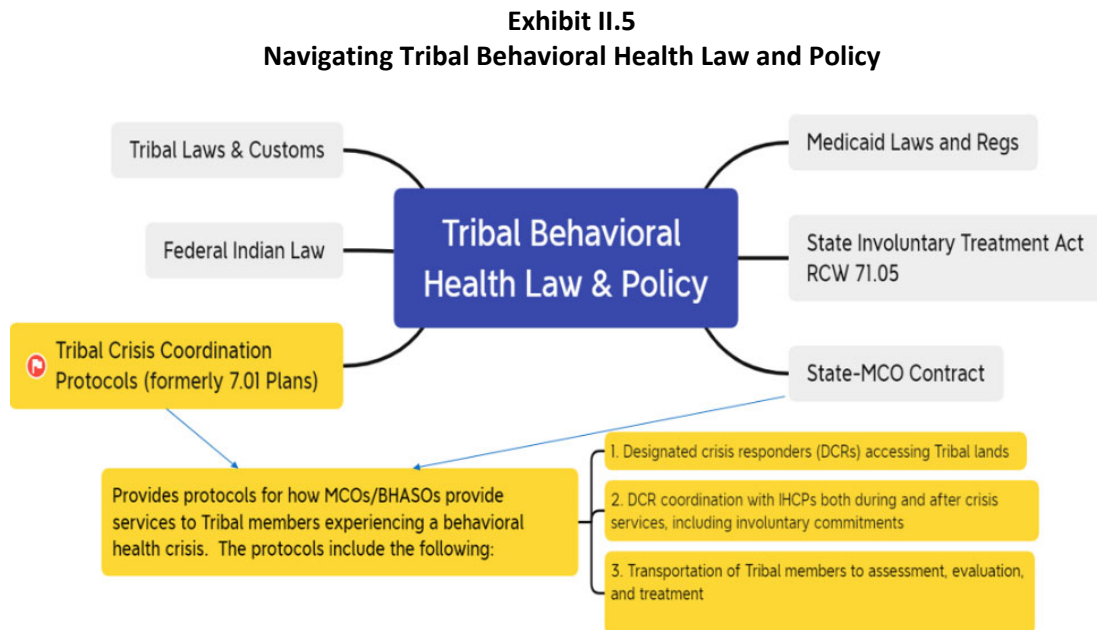 Exhibit II.5
Navigating Tribal Behavioral Health Law and Policy
Tribal Laws & Customs
Federal Indian Law
Tribal Crisis Coordination
Protocols (formerly 7.01 Plans)
Tribal Behavioral
Health Law & Policy
Medicaid Laws and Regs
State Involuntary Treatment Act
RCW 71.05
State-MCO Contract
Provides protocols for how MCOs/BHASOs provide
services to Tribal members experiencing a behavioral
health crisis. The protocols include the following:
1. Designated crisis responders (DCRs) accessing Tribal lands
2. DCR coordination with IHCPs both during and after crisis
services, including involuntary commitments
3. Transportation of Tribal members to assessment, evaluation,
and treatment